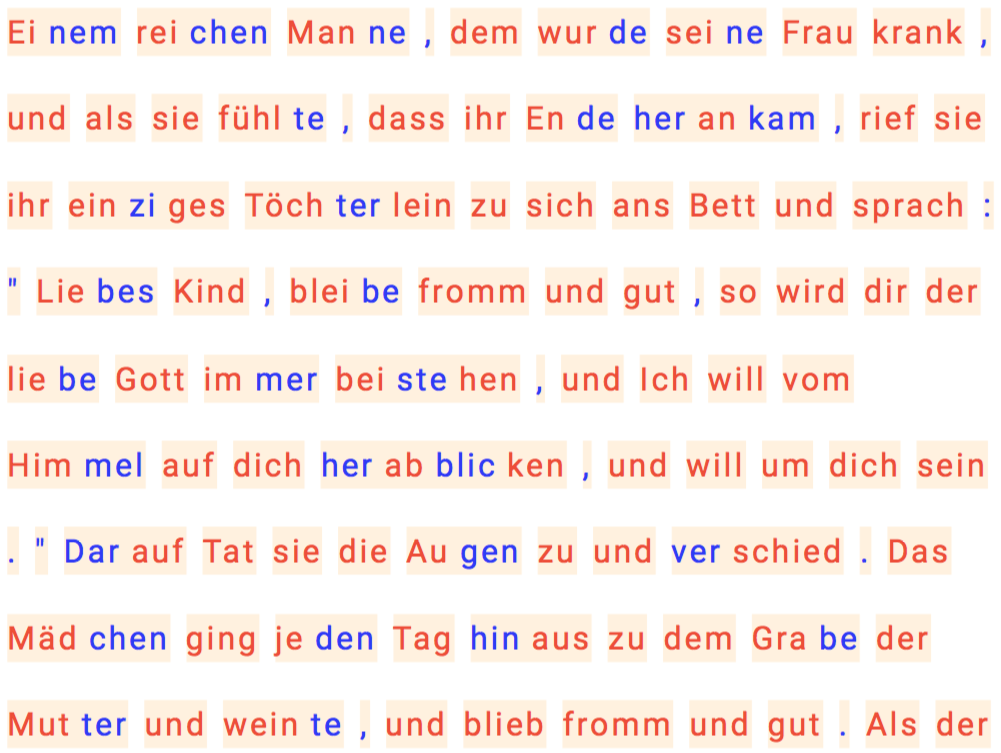 Ei nem rei chen Man ne , dem wur de sei ne Frau krank ,
und als sie fühl te , dass ihr En de her an kam , rief sie
ihr ein zi ges Töch ter lein zu sich ans Bett und sprach :
" Lie bes Kind , blei be fromm und gut , so wird dir der
lie be Gott im mer bei ste hen , und Ich will vom
Him mel auf dich her ab blic ken , und will um dich sein
. " Dar auf Tat sie die Au gen zu und ver schied . Das
Mäd chen ging je den Tag hin aus zu dem Gra be der
Mut ter und wein te , und blieb fromm und gut . Als der